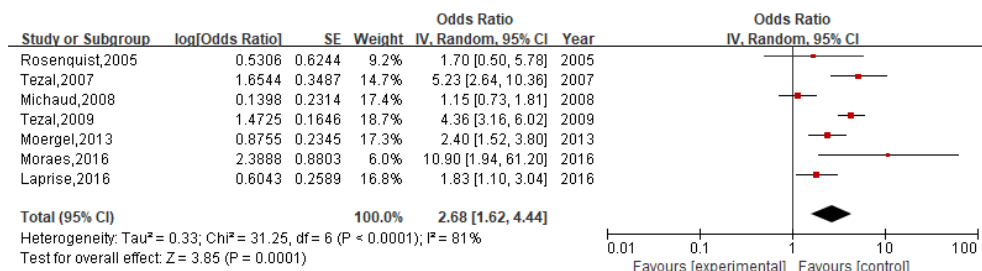 Odds Ratio Odds Ratio
Study or Subgroup log[Odds Ratio] SE Weight IV, Random, 95% CI Year IV, Random, 95% CI
Rosenquist,2005 0.5306 0.6244 9.2% 1.70 [0.50, 5.78] 2005
Tezal,2007 1.6544 0.3487 14.7% 5.23 [2.64, 10.36] 2007
Michaud,2008 0.1398 0.2314 17.4% 1.15 [0.73, 1.81] 2008
Tezal,2009 1.4725 0.1646 18.7% 4.36 [3.16, 6.02] 2009
Moergel,2013 0.8755 0.2345 17.3% 2.40 [1.52, 3.80] 2013
Moraes,2016 2.3888 0.8803 6.0% 10.90 [1.94, 61.20] 2016
Laprise,2016 0.6043 0.2589 16.8% 1.83 [1.10, 3.04] 2016
Total (95% CI) 100.0% 2.68 [1.62, 4.44]
Heterogeneity: Tau² = 0.33; Chi² = 31.25, df = 6 (P < 0.0001); I² = 81%
Test for overall effect: Z = 3.85 (P = 0.0001)
0.01 0.1 1 10 100
Favours [experimental] Favours [control]